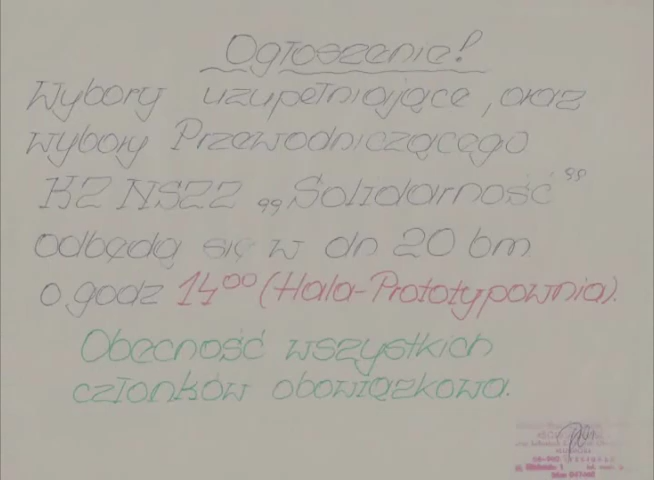 Ogłoszenie!
Wybory uzupełniające, oraz
wybory Przewodniczącego
KZ NSZZ „Solidarność”
odbędą się w dn 20 bm
o godz 14⁰⁰ (Hala-Prototypownia).
Obecność wszystkich
członków obowiązkowa.